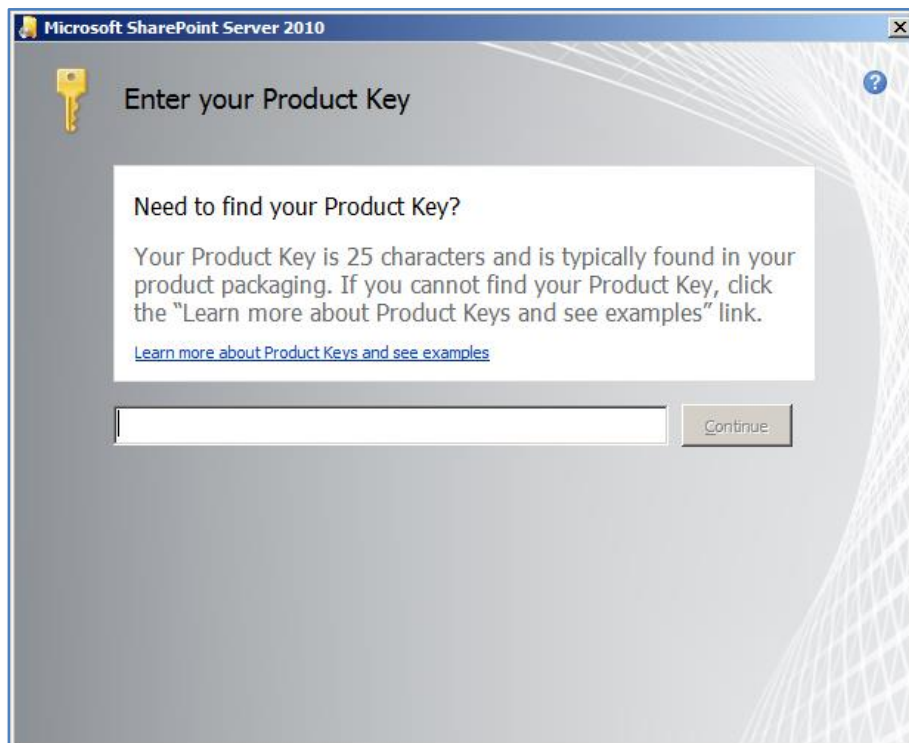 Microsoft SharePoint Server 2010
Enter your Product Key
Need to find your Product Key?
Your Product Key is 25 characters and is typically found in your
product packaging. If you cannot find your Product Key, click
the “Learn more about Product Keys and see examples” link.
Learn more about Product Keys and see examples
Continue